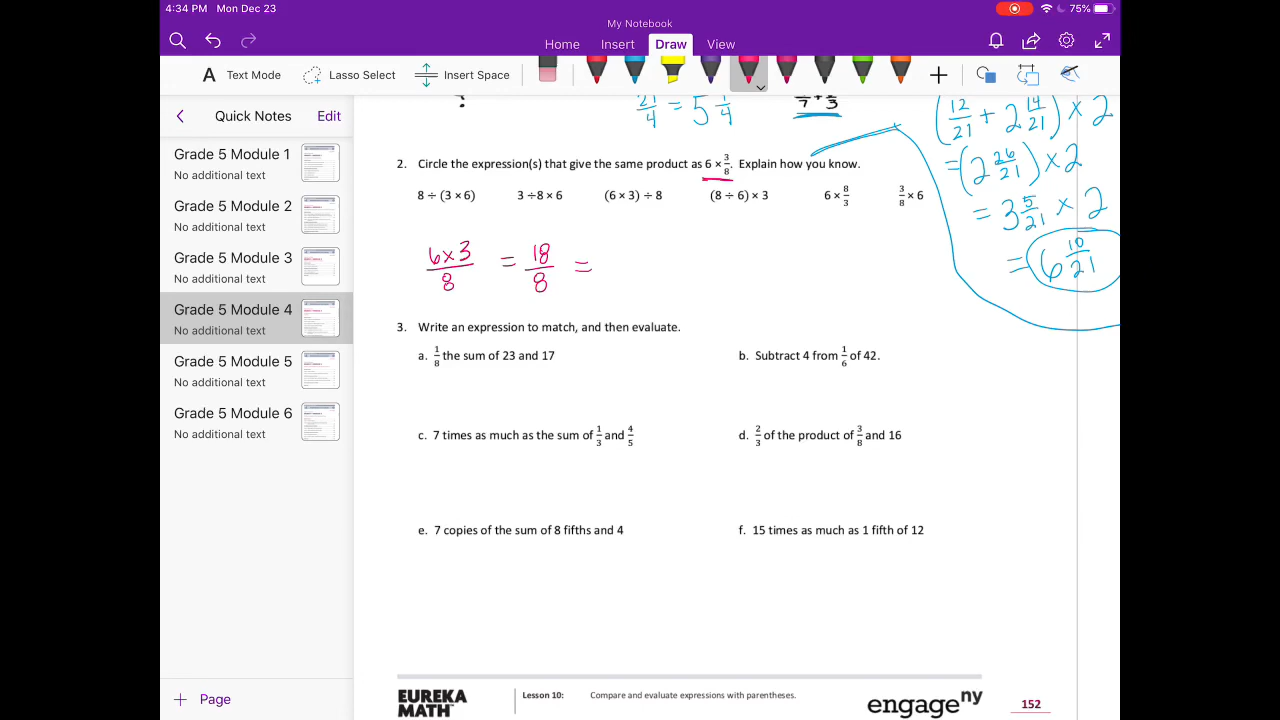 4:34 PM Mon Dec 23
75%
My Notebook
Home Insert Draw View
Text Mode Lasso Select Insert Space
Quick Notes Edit
Grade 5 Module 1
No additional text
Grade 5 Module 2
No additional text
Grade 5 Module 3
No additional text
Grade 5 Module 4
No additional text
Grade 5 Module 5
No additional text
Grade 5 Module 6
No additional text
+ Page
21/4 = 5 1/4
(12/21 + 2 14/21) × 2
= (2 26/21) × 2
= 3 5/21 × 2
= 6 10/21
2. Circle the expression(s) that give the same product as 6 × 3/8. Explain how you know.
8 ÷ (3 × 6) 3 ÷8 × 6 (6 × 3) ÷ 8 (8 ÷ 6) × 3 6 × 8/3 3/8 × 6
6 x 3/8 = 18/8 =
3. Write an expression to match, and then evaluate.
a. 1/8 the sum of 23 and 17 b. Subtract 4 from 1/6 of 42.
c. 7 times as much as the sum of 1/3 and 4/5 d. 2/3 of the product of 3/8 and 16
e. 7 copies of the sum of 8 fifths and 4 f. 15 times as much as 1 fifth of 12
EUREKA MATH
Lesson 10: Compare and evaluate expressions with parentheses.
engageny
152